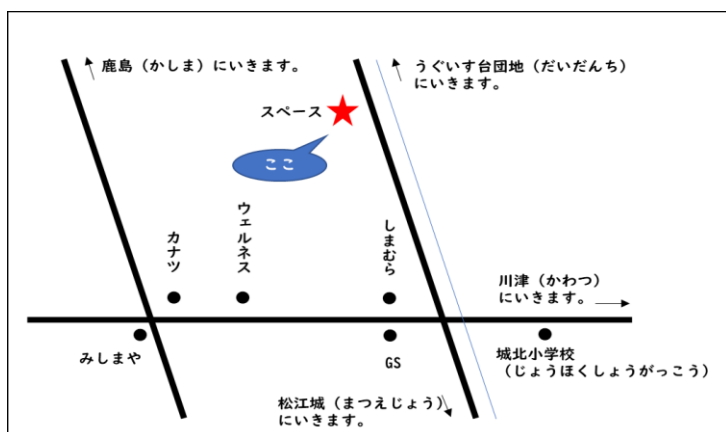 鹿島（かしま）にいきます。
うぐいす台団地（だいだんち）
にいきます。
スペース
ここ
カナツ
ウェルネス
しまむら
川津（かわつ）
にいきます。
みしまや
GS
城北小学校
（じょうほくしょうがっこう）
松江城（まつえじょう）
にいきます。